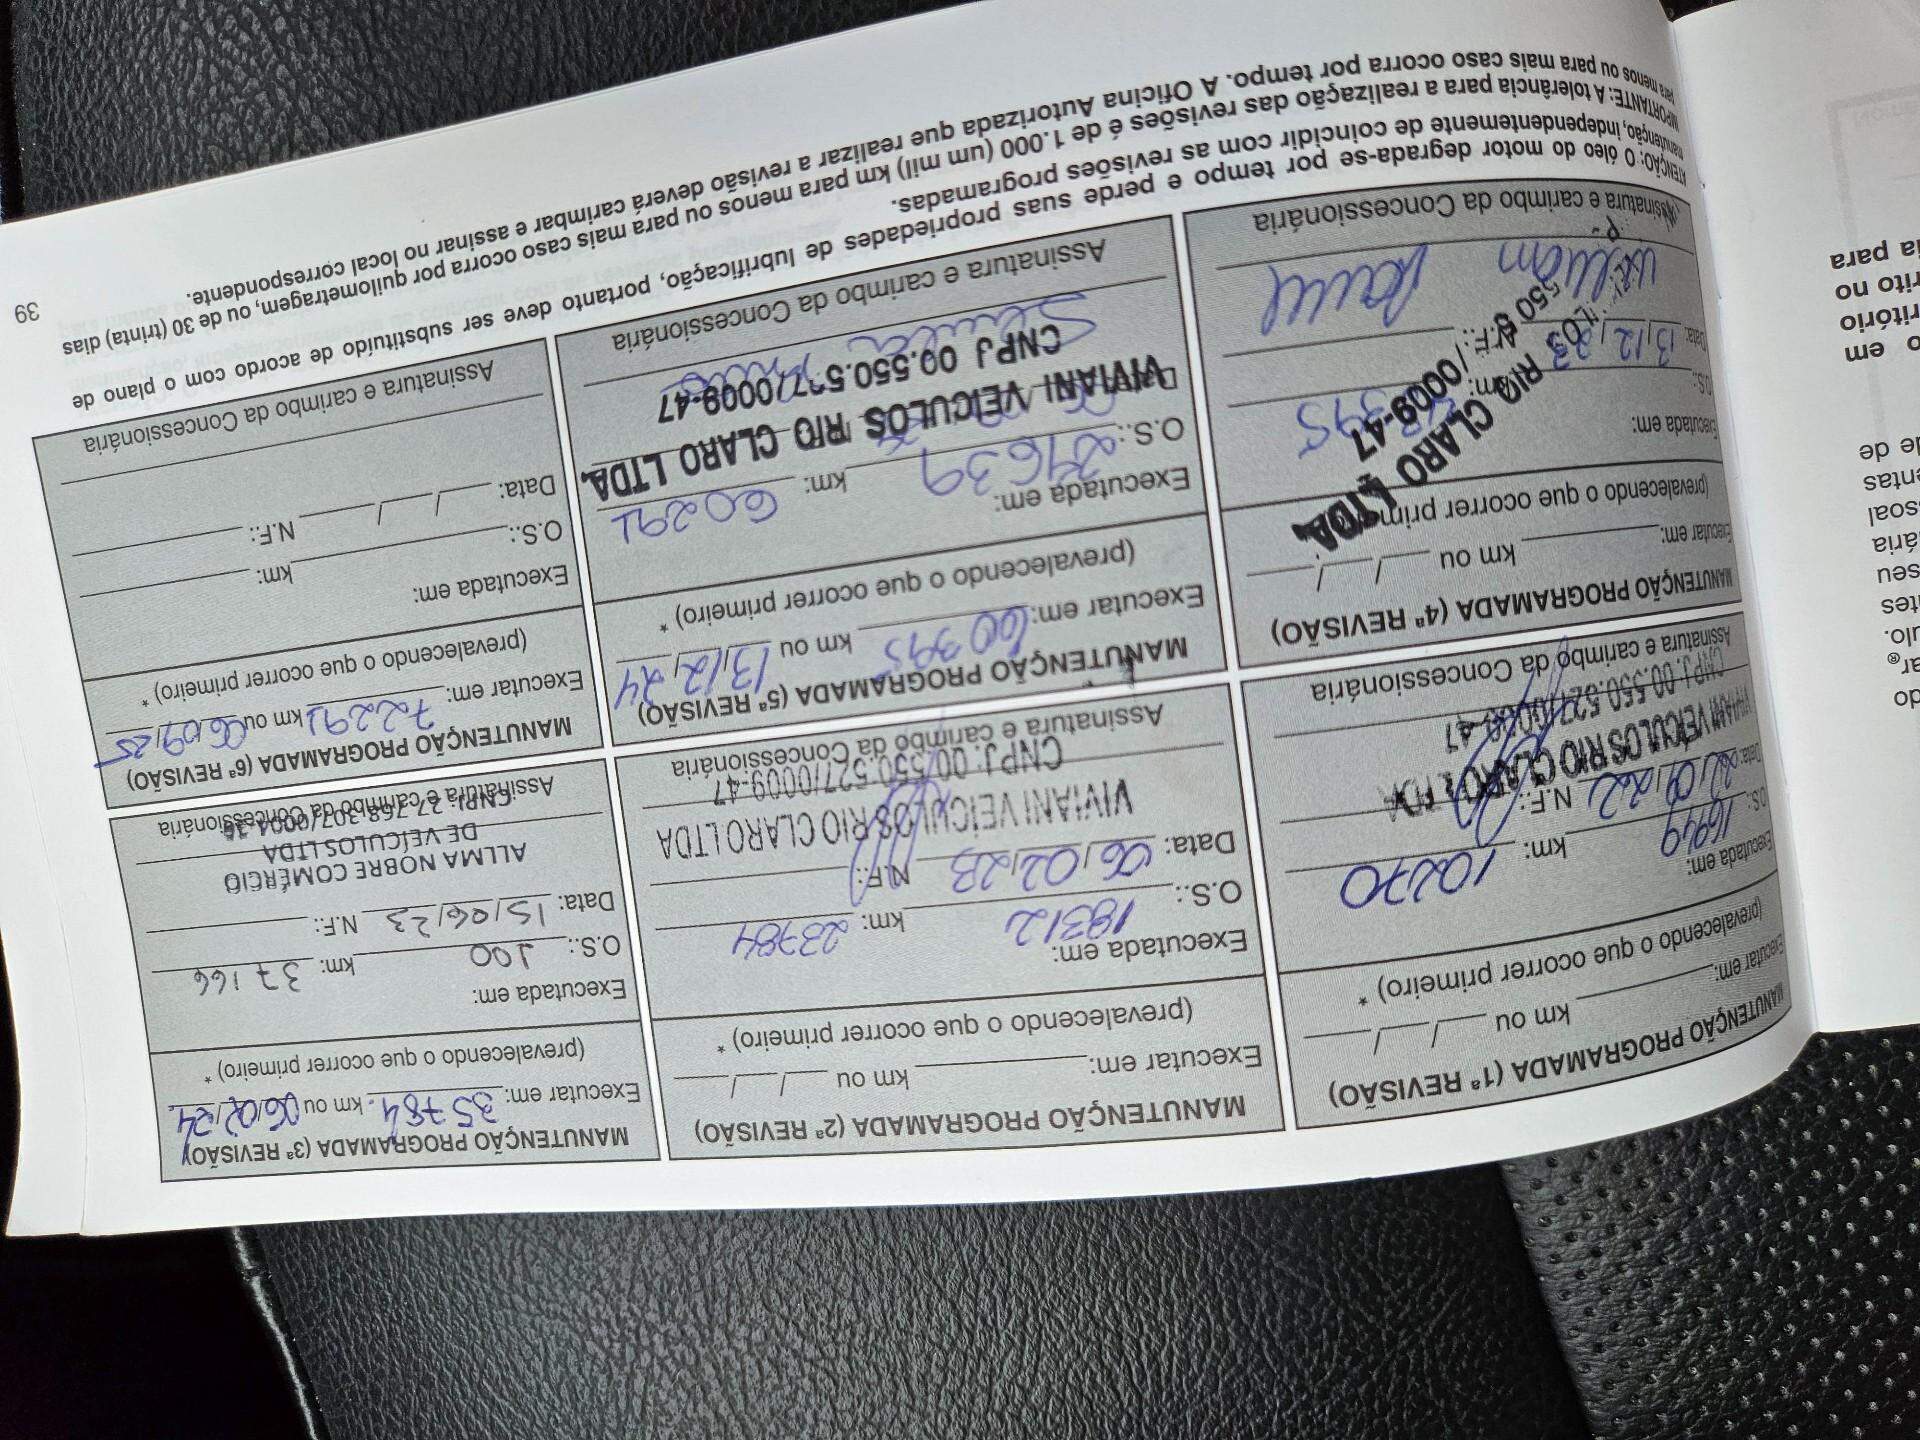 MANUTENÇÃO PROGRAMADA (1ª REVISÃO)
Executar em: km ou / /
(prevalecendo o que ocorrer primeiro) *
Executada em:
O.S.: 16949 km: 10270
Data: / /22 N.F.:
VIVIANI VEÍCULOS RIO CLARO LTDA
CNPJ: 00.550.527/0009-47
Assinatura e carimbo da Concessionária
MANUTENÇÃO PROGRAMADA (2ª REVISÃO)
Executar em: km ou / /
(prevalecendo o que ocorrer primeiro) *
Executada em:
O.S.: 18312 km: 23784
Data: 06/02/23 N.F.:
VIVIANI VEÍCULOS RIO CLARO LTDA
CNPJ: 00.550.527/0009-47
Assinatura e carimbo da Concessionária
MANUTENÇÃO PROGRAMADA (3ª REVISÃO)
Executar em: 35784 km ou 06/02/24
(prevalecendo o que ocorrer primeiro) *
Executada em:
O.S.: 100 km: 37166
Data: 15/06/23 N.F.:
ALLMA NOBRE COMÉRCIO
DE VEÍCULOS LTDA
CNPJ: 27.768.307/0004-36
Assinatura e carimbo da Concessionária
MANUTENÇÃO PROGRAMADA (4ª REVISÃO)
Executar em: km ou / /
(prevalecendo o que ocorrer primeiro)
Executada em:
O.S.: km:
Data: 13/12/23 N.F.:
RIO CLARO LTDA.
/0009-47
Assinatura e carimbo da Concessionária
MANUTENÇÃO PROGRAMADA (5ª REVISÃO)
Executar em: 60395 km ou 13/12/24
(prevalecendo o que ocorrer primeiro) *
Executada em:
O.S.: 27639 km: 60291
Data:
VIVIANI VEÍCULOS RIO CLARO LTDA.
CNPJ 00.550.527/0009-47
Assinatura e carimbo da Concessionária
MANUTENÇÃO PROGRAMADA (6ª REVISÃO)
Executar em: 72291 km ou 06/09/25
(prevalecendo o que ocorrer primeiro) *
Executada em:
O.S.: km:
Data: / / N.F.:
Assinatura e carimbo da Concessionária
ATENÇÃO: O óleo do motor degrada-se por tempo e perde suas propriedades de lubrificação, portanto deve ser substituído de acordo com o plano de
manutenção, independentemente de coincidir com as revisões programadas.
IMPORTANTE: A tolerância para a realização das revisões é de 1.000 (um mil) km para menos ou para mais caso ocorra por quilometragem, ou de 30 (trinta) dias
para menos ou para mais caso ocorra por tempo. A Oficina Autorizada que realizar a revisão deverá carimbar e assinar no local correspondente.
39